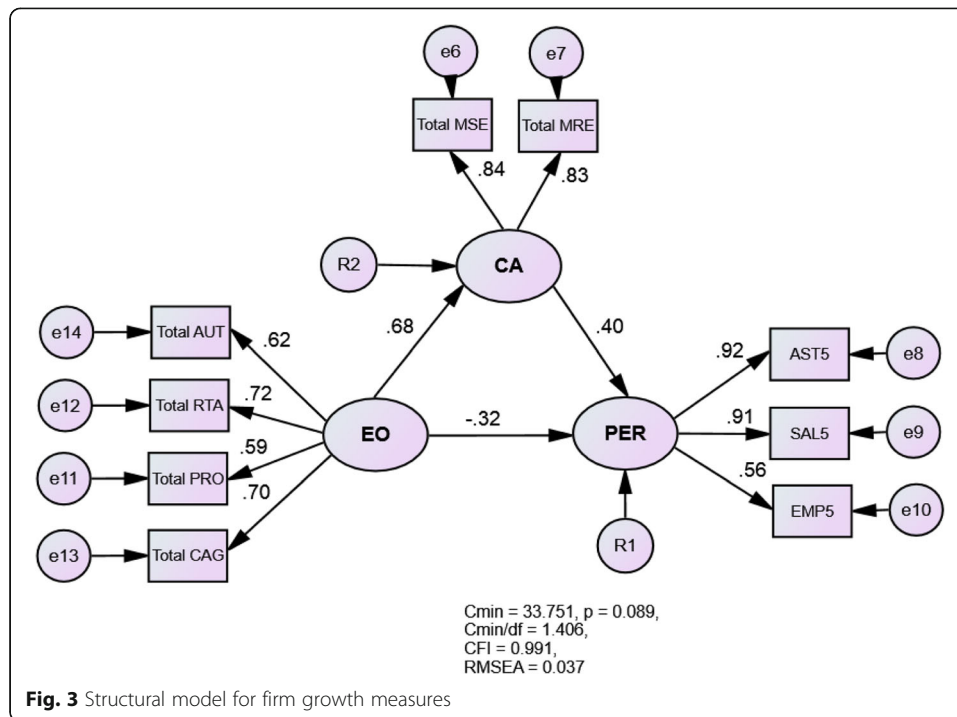 e6
e7
Total MSE
Total MRE
.84
.83
R2
CA
e14
Total AUT
.62
.68
.40
e12
Total RTA
.72
.92
AST5
e8
EO
-.32
PER
.91
SAL5
e9
e11
Total PRO
.59
.56
.70
EMP5
e10
e13
Total CAG
R1
Cmin = 33.751, p = 0.089,
Cmin/df = 1.406,
CFI = 0.991,
RMSEA = 0.037
Fig. 3 Structural model for firm growth measures